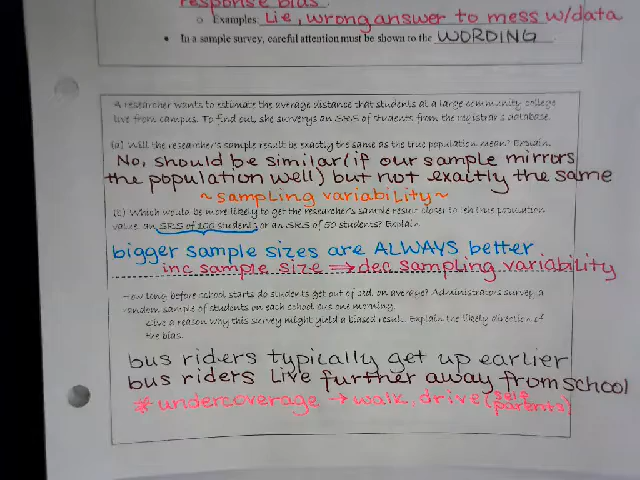 response bias.
o Examples: Lie, wrong answer to mess w/data
• In a sample survey, careful attention must be shown to the WORDING
A researcher wants to estimate the average distance that students at a large community college
live from campus. To find out, she surveys an SRS of students from the registrar's database.
(a) Will the researcher's sample result be exactly the same as the true population mean? Explain.
No, should be similar (if our sample mirrors
the population well) but not exactly the same
~ sampling variability ~
Which would be more likely to get the researcher's sample result closer to the true population
value: an SRS of 100 students or an SRS of 50 students? Explain.
bigger sample sizes are ALWAYS better
inc sample size ⇒ dec sampling variability
How long before school starts do students get out of bed, on average? Administrators survey a
random sample of students on each school bus one morning.
Give a reason why this survey might yield a biased result. Explain the likely direction of
the bias.
bus riders typically get up earlier
bus riders live further away from school
* undercoverage → walk, drive (self parents)